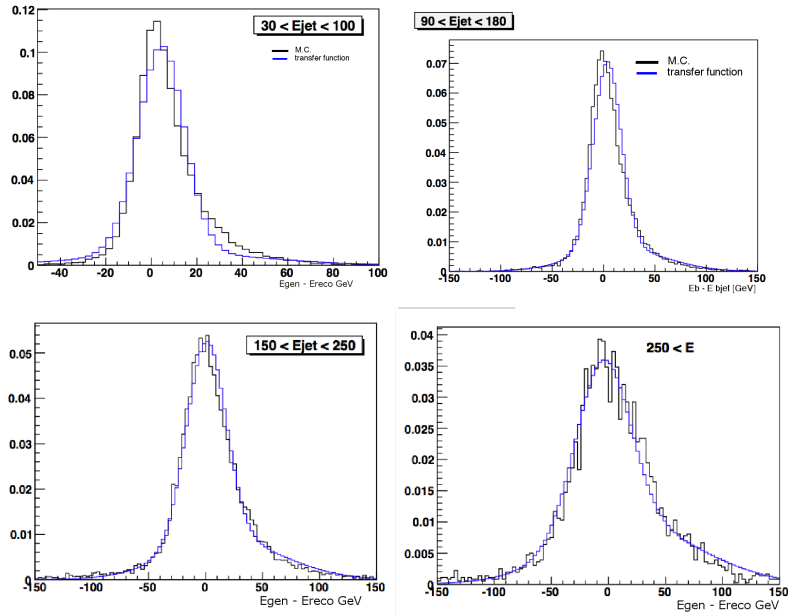 30 < Ejet < 100
M.C.
transfer function
0.12
0.1
0.08
0.06
0.04
0.02
0
-40 -20 0 20 40 60 80 100
Egen - Ereco GeV
90 < Ejet < 180
M.C.
transfer function
0.07
0.06
0.05
0.04
0.03
0.02
0.01
0
-150 -100 -50 0 50 100 150
Eb - E bjet [GeV]
150 < Ejet < 250
0.05
0.04
0.03
0.02
0.01
0
-150 -100 -50 0 50 100 150
Egen - Ereco GeV
250 < E
0.04
0.035
0.03
0.025
0.02
0.015
0.01
0.005
0
-150 -100 -50 0 50 100 150
Egen - Ereco GeV